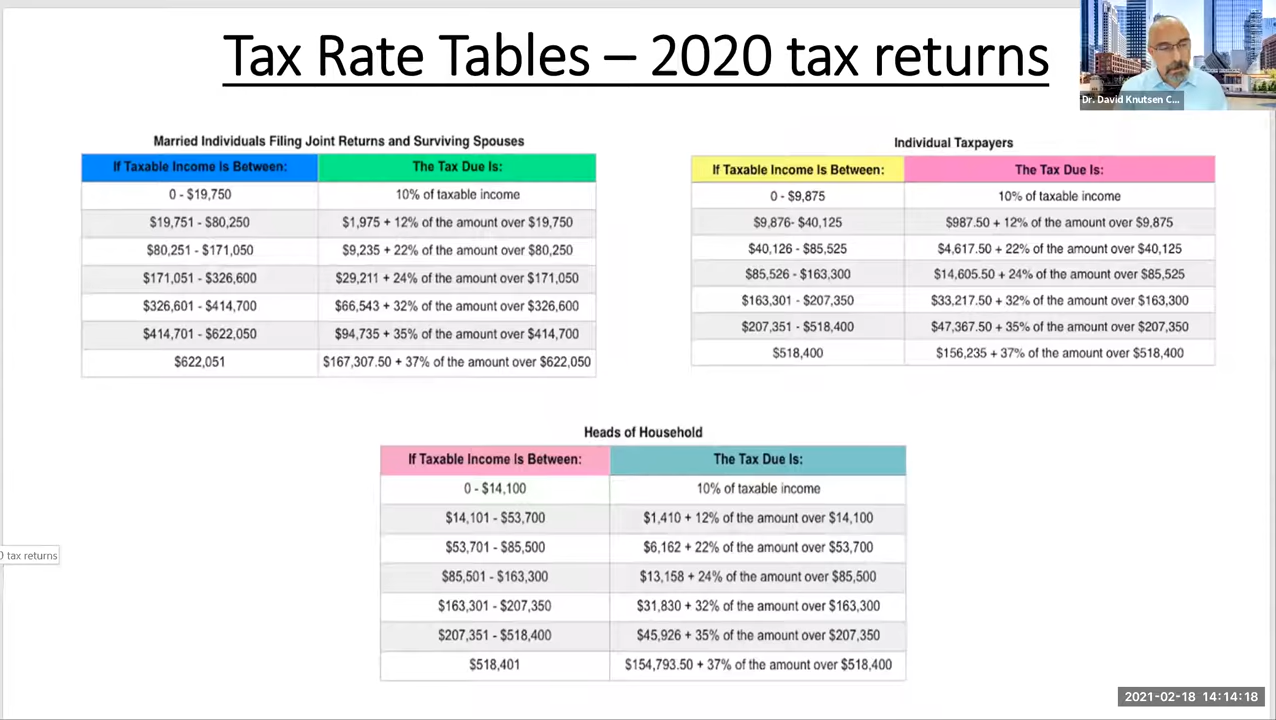 Tax Rate Tables – 2020 tax returns
Dr. David Knutsen C...
Married Individuals Filing Joint Returns and Surviving Spouses
If Taxable Income Is Between: The Tax Due Is:
0 - $19,750 10% of taxable income
$19,751 - $80,250 $1,975 + 12% of the amount over $19,750
$80,251 - $171,050 $9,235 + 22% of the amount over $80,250
$171,051 - $326,600 $29,211 + 24% of the amount over $171,050
$326,601 - $414,700 $66,543 + 32% of the amount over $326,600
$414,701 - $622,050 $94,735 + 35% of the amount over $414,700
$622,051 $167,307.50 + 37% of the amount over $622,050
Individual Taxpayers
If Taxable Income Is Between: The Tax Due Is:
0 - $9,875 10% of taxable income
$9,876- $40,125 $987.50 + 12% of the amount over $9,875
$40,126 - $85,525 $4,617.50 + 22% of the amount over $40,125
$85,526 - $163,300 $14,605.50 + 24% of the amount over $85,525
$163,301 - $207,350 $33,217.50 + 32% of the amount over $163,300
$207,351 - $518,400 $47,367.50 + 35% of the amount over $207,350
$518,400 $156,235 + 37% of the amount over $518,400
Heads of Household
If Taxable Income Is Between: The Tax Due Is:
0 - $14,100 10% of taxable income
$14,101 - $53,700 $1,410 + 12% of the amount over $14,100
$53,701 - $85,500 $6,162 + 22% of the amount over $53,700
$85,501 - $163,300 $13,158 + 24% of the amount over $85,500
$163,301 - $207,350 $31,830 + 32% of the amount over $163,300
$207,351 - $518,400 $45,926 + 35% of the amount over $207,350
$518,401 $154,793.50 + 37% of the amount over $518,400
0 tax returns
2021-02-18 14:14:18